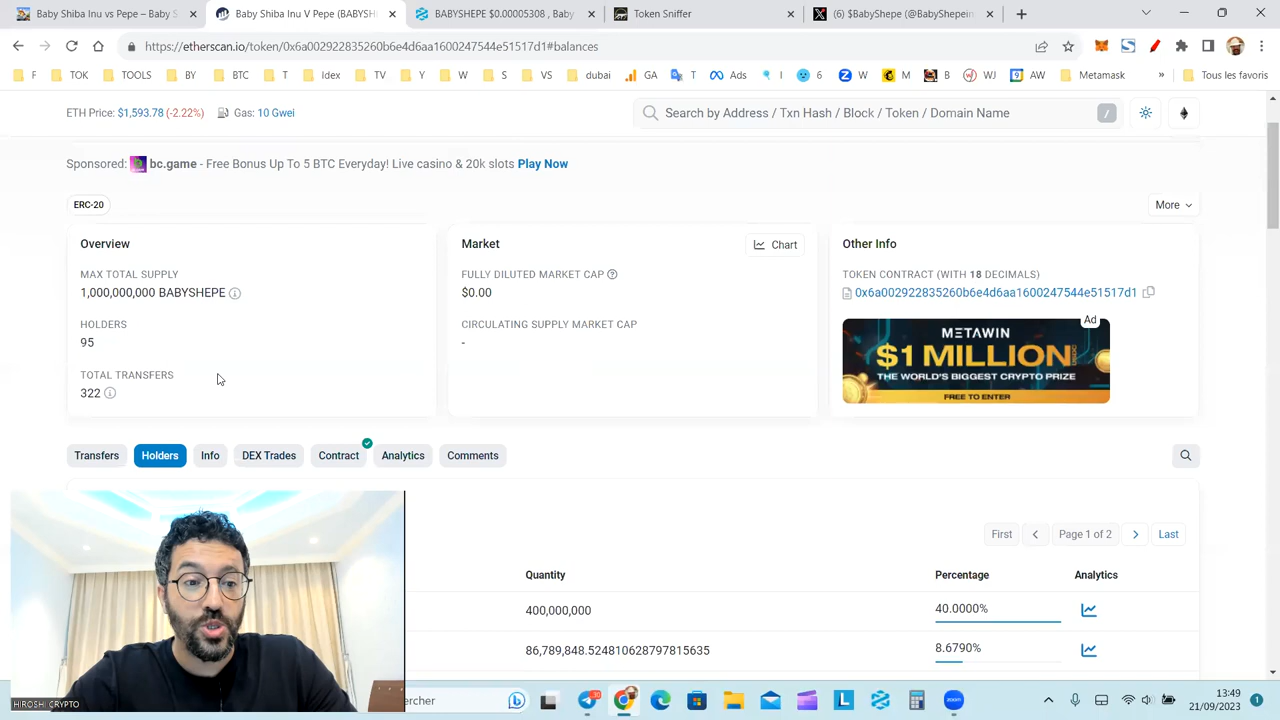 Baby Shiba Inu vs Pepe – Baby S
Baby Shiba Inu V Pepe (BABYSH
BABYSHEPE $0.00005308 , Baby
Token Sniffer
(6) $BabyShepe (@BabyShepein
https://etherscan.io/token/0x6a002922835260b6e4d6aa1600247544e51517d1#balances
F
TOK
TOOLS
BY
BTC
T
Idex
TV
Y
W
S
VS
dubai
GA
T
Ads
I
6
W
M
B
WJ
AW
Metamask
»
Tous les favoris
ETH Price: $1,593.78 (-2.22%)
Gas: 10 Gwei
Search by Address / Txn Hash / Block / Token / Domain Name
/
Sponsored: bc.game - Free Bonus Up To 5 BTC Everyday! Live casino & 20k slots Play Now
ERC-20
More
Overview
MAX TOTAL SUPPLY
1,000,000,000 BABYSHEPE
HOLDERS
95
TOTAL TRANSFERS
322
Market
Chart
FULLY DILUTED MARKET CAP
$0.00
CIRCULATING SUPPLY MARKET CAP
-
Other Info
TOKEN CONTRACT (WITH 18 DECIMALS)
0x6a002922835260b6e4d6aa1600247544e51517d1
Ad
METAWIN
$1 MILLION
THE WORLD'S BIGGEST CRYPTO PRIZE
FREE TO ENTER
Transfers
Holders
Info
DEX Trades
Contract
Analytics
Comments
First
Page 1 of 2
Last
Quantity
Percentage
Analytics
400,000,000
40.0000%
86,789,848.524810628797815635
8.6790%
HIROSHI CRYPTO
ercher
13:49
21/09/2023
1